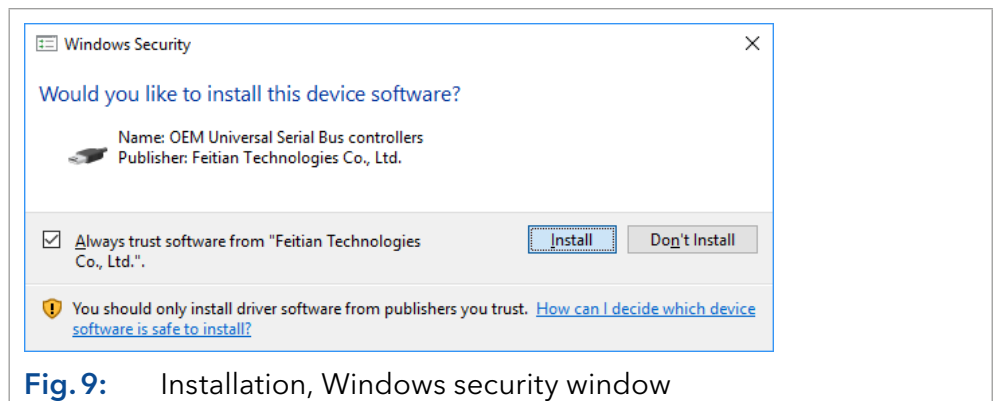 Windows Security
Would you like to install this device software?
Name: OEM Universal Serial Bus controllers
Publisher: Feitian Technologies Co., Ltd.
Always trust software from "Feitian Technologies
Co., Ltd.".
Install
Don't Install
You should only install driver software from publishers you trust. How can I decide which device
software is safe to install?
Fig. 9: Installation, Windows security window